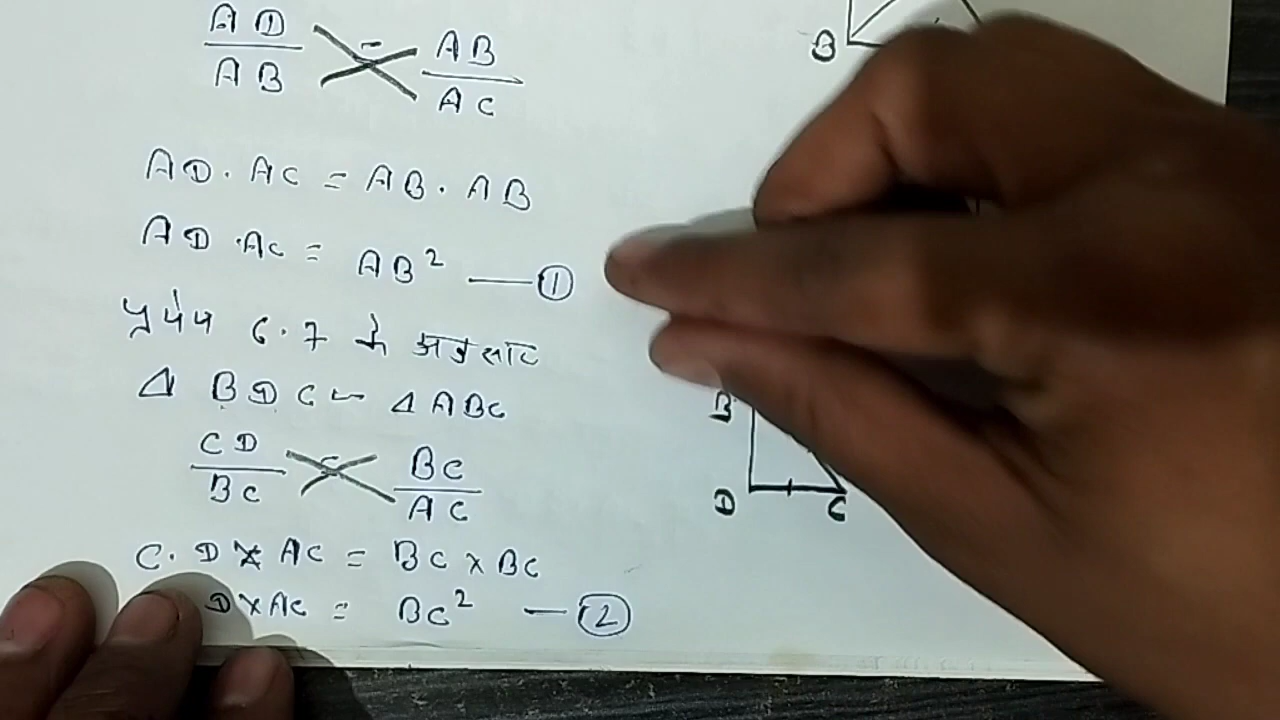 AD/AB = AB/AC
AD · AC = AB · AB
AD · AC = AB² — ①
6.7 के अनुसार
Δ BDC ~ Δ ABC
CD/BC = BC/AC
C. D × AC = BC × BC
D × AC = BC² — ②
B
B
D C